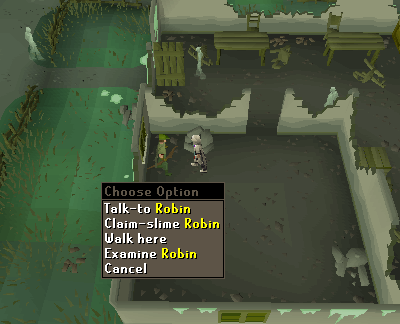 Choose Option
Talk-to Robin
Claim-slime Robin
Walk here
Examine Robin
Cancel